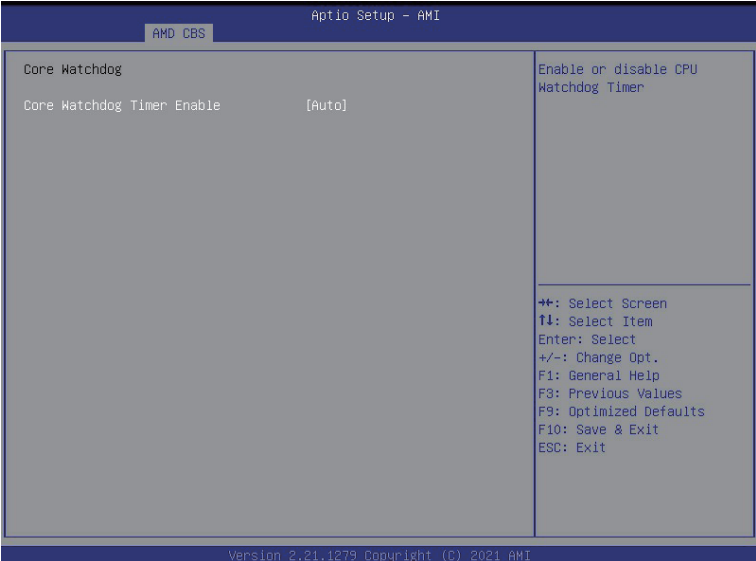 Aptio Setup – AMI
AMD CBS
Core Watchdog
Core Watchdog Timer Enable [Auto]
Enable or disable CPU
Watchdog Timer
→←: Select Screen
↑↓: Select Item
Enter: Select
+/-: Change Opt.
F1: General Help
F3: Previous Values
F9: Optimized Defaults
F10: Save & Exit
ESC: Exit
Version 2.21.1279 Copyright (C) 2021 AMI